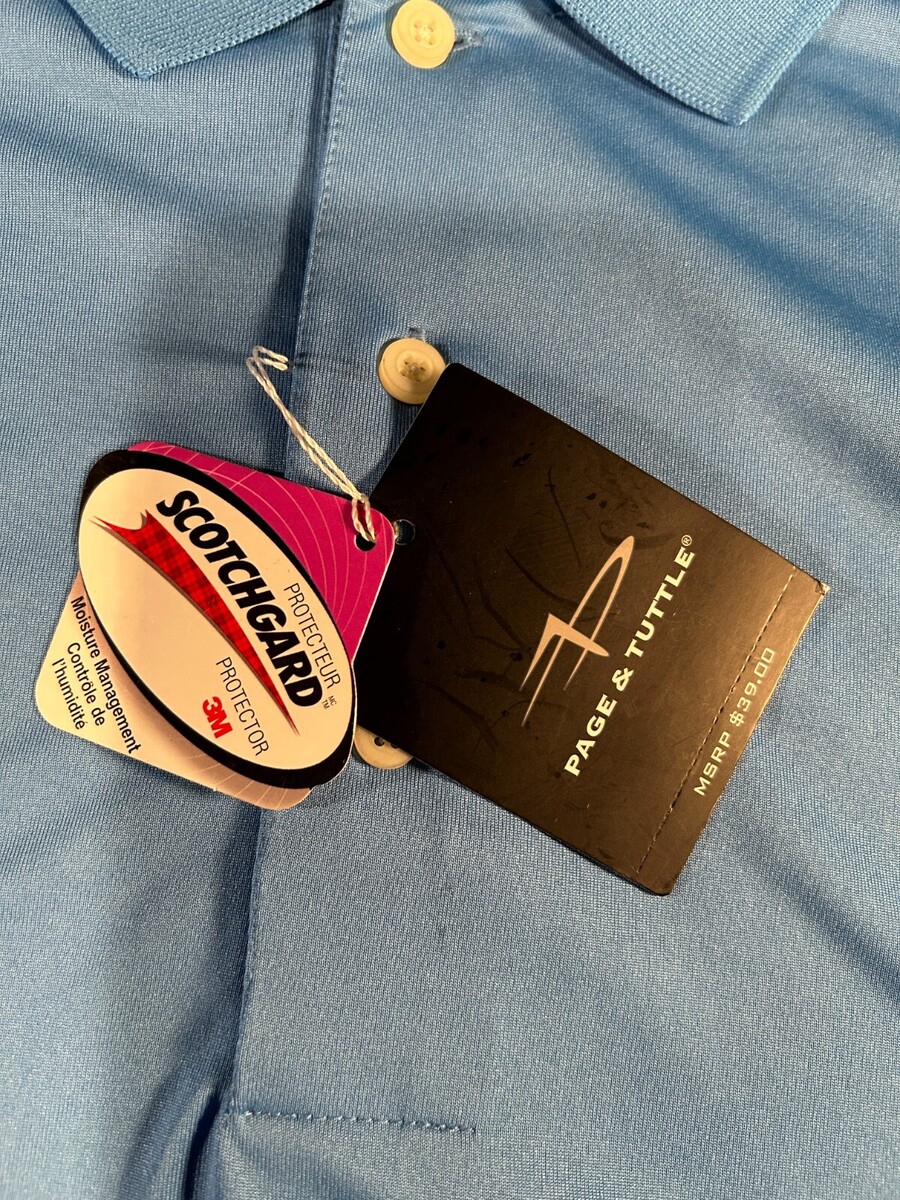 SCOTCHGARD
PROTECTEUR MC TM
PROTECTOR
3M
Moisture Management
Contrôle de
l'humidité
PAGE & TUTTLE®
MSRP $39.00